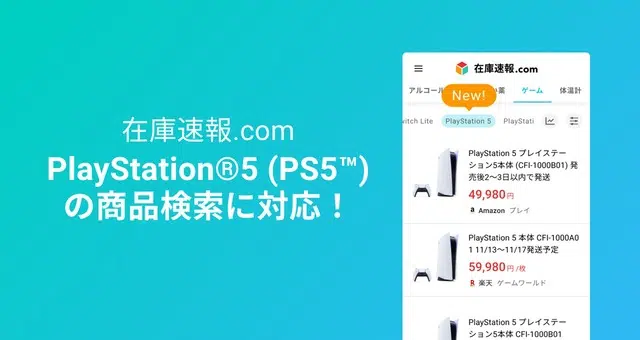 在庫速報.com
PlayStation®5 (PS5™)
の商品検索に対応！
在庫速報.com
アルコール
い薬
ゲーム
体温計
New!
witch Lite
PlayStation 5
PlayStati
PlayStation 5 プレイステー
ション5本体 (CFI-1000B01) 発
売後2〜3日以内で発送
49,980円
Amazon プレイ
PlayStation 5 本体 CFI-1000A0
1 11/13〜11/17発送予定
59,980円/枚
楽天 ゲームワールド
PlayStation 5 プレイステー
ション5本体 (CFI-1000B01